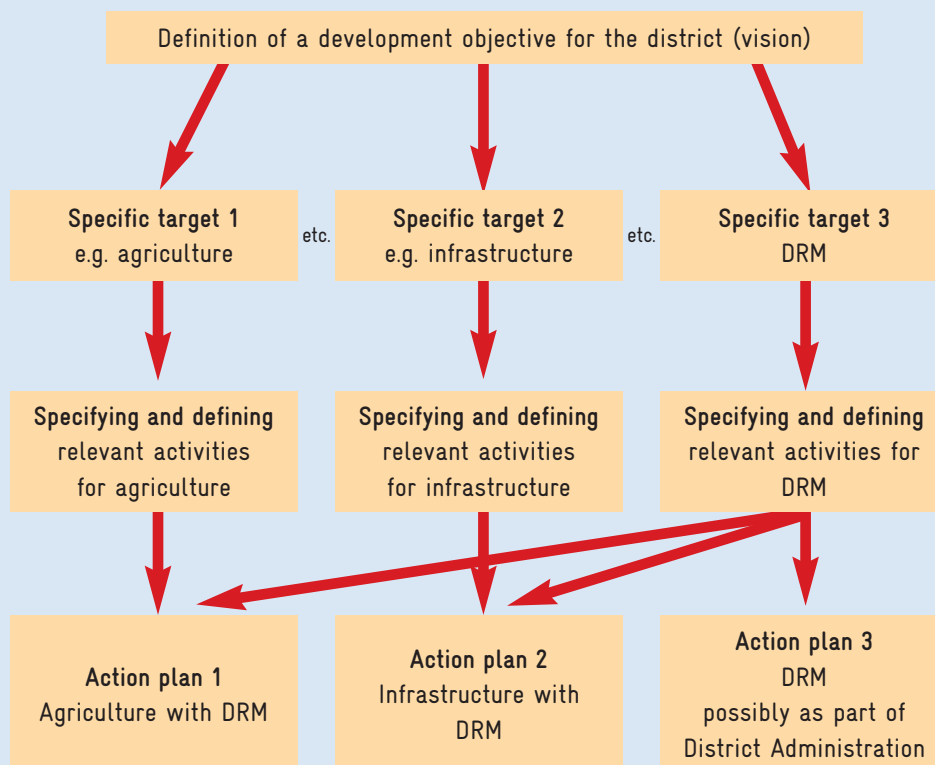 Definition of a development objective for the district (vision)
Specific target 1
e.g. agriculture
etc.
Specific target 2
e.g. infrastructure
etc.
Specific target 3
DRM
Specifying and defining
relevant activities
for agriculture
Specifying and defining
relevant activities
for infrastructure
Specifying and defining
relevant activities for
DRM
Action plan 1
Agriculture with DRM
Action plan 2
Infrastructure with
DRM
Action plan 3
DRM
possibly as part of
District Administration